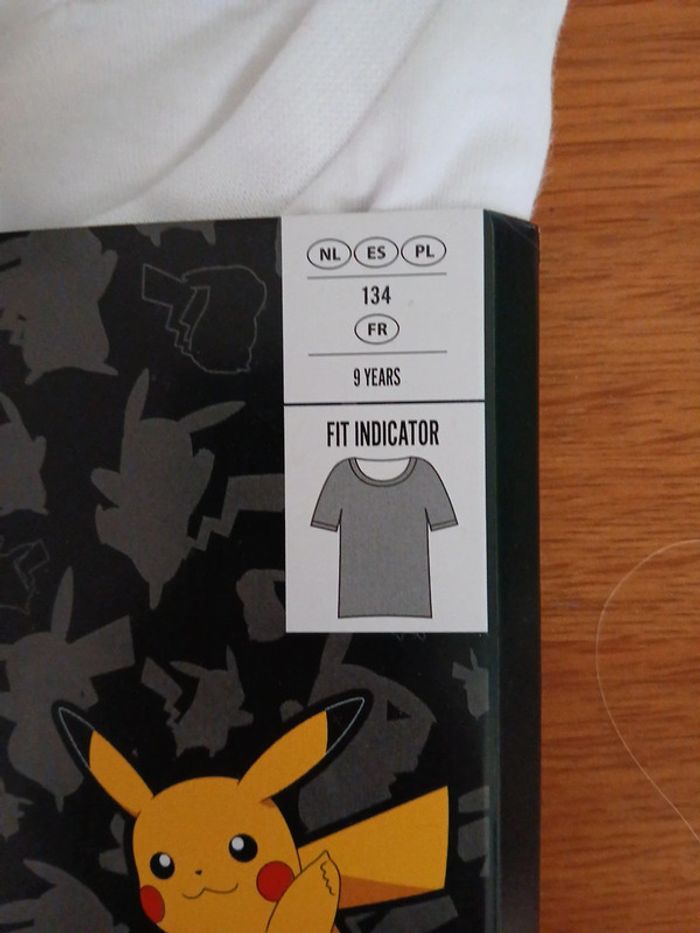 NL ES PL
134
FR
9 YEARS
FIT INDICATOR